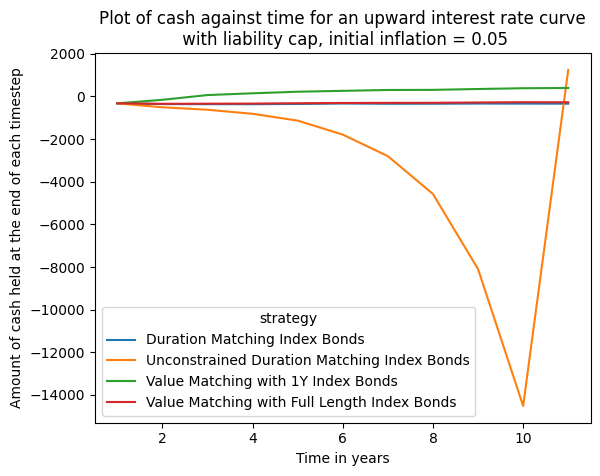 Plot of cash against time for an upward interest rate curve
with liability cap, initial inflation = 0.05
2000
0
−2000
−4000
−6000
−8000
−10000
−12000
−14000
Amount of cash held at the end of each timestep
strategy
Duration Matching Index Bonds
Unconstrained Duration Matching Index Bonds
Value Matching with 1Y Index Bonds
Value Matching with Full Length Index Bonds
2
4
6
8
10
Time in years